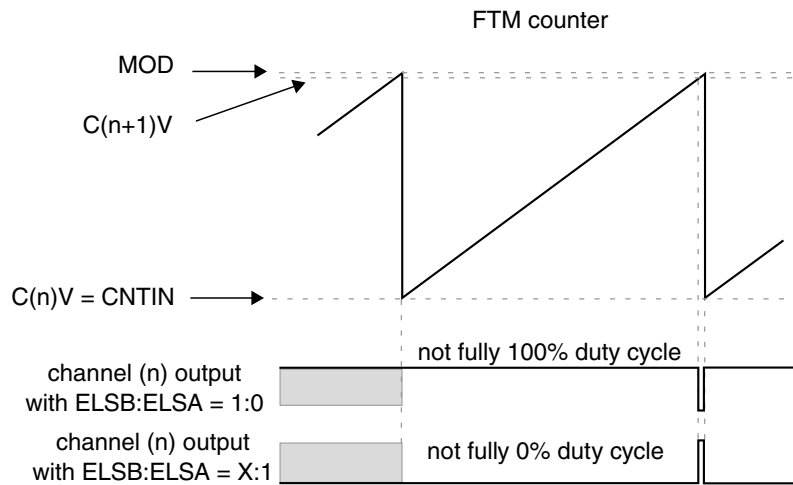 FTM counter
MOD
C(n+1)V
C(n)V = CNTIN
not fully 100% duty cycle
channel (n) output
with ELSB:ELSA = 1:0
channel (n) output
with ELSB:ELSA = X:1
not fully 0% duty cycle